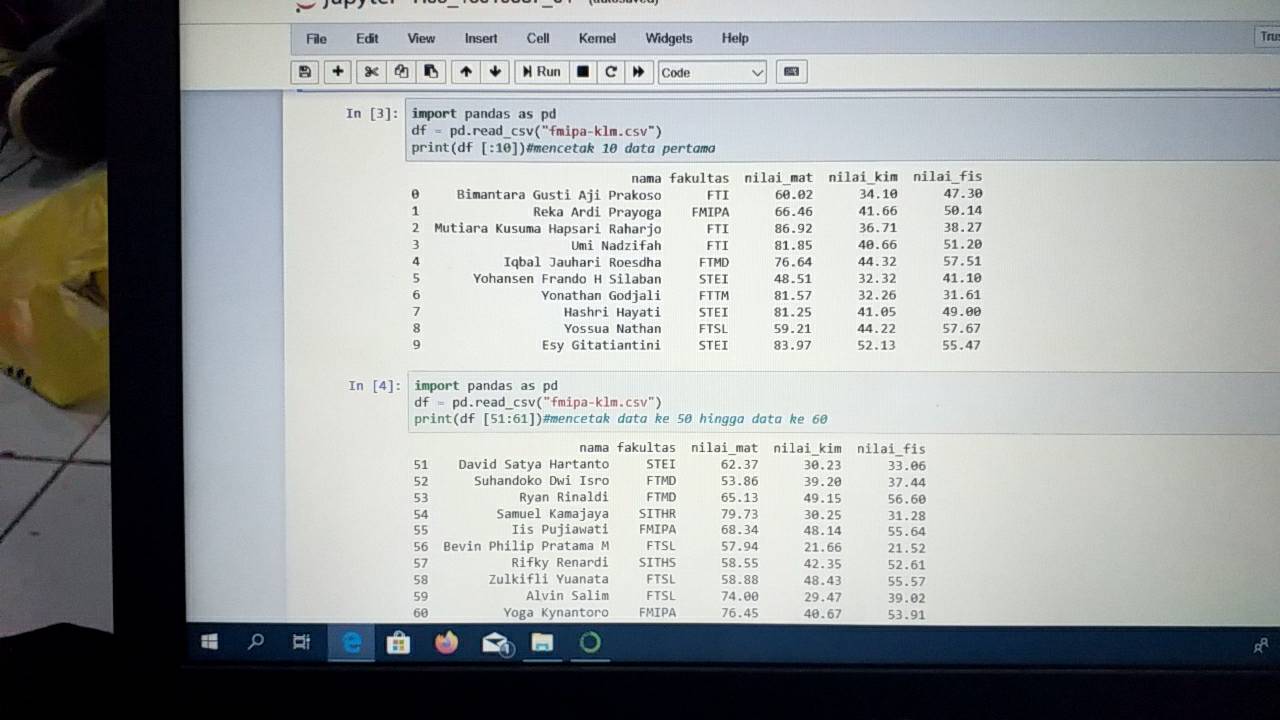 File Edit View Insert Cell Kernel Widgets Help
Run Code
In [3]: import pandas as pd
df = pd.read_csv("fmipa-klm.csv")
print(df [:10])#mencetak 10 data pertama
nama fakultas nilai_mat nilai_kim nilai_fis
0 Bimantara Gusti Aji Prakoso FTI 60.02 34.10 47.30
1 Reka Ardi Prayoga FMIPA 66.46 41.66 50.14
2 Mutiara Kusuma Hapsari Raharjo FTI 86.92 36.71 38.27
3 Umi Nadzifah FTI 81.85 40.66 51.20
4 Iqbal Jauhari Roesdha FTMD 76.64 44.32 57.51
5 Yohansen Frando H Silaban STEI 48.51 32.32 41.10
6 Yonathan Godjali FTTM 81.57 32.26 31.61
7 Hashri Hayati STEI 81.25 41.05 49.00
8 Yossua Nathan FTSL 59.21 44.22 57.67
9 Esy Gitatiantini STEI 83.97 52.13 55.47
In [4]: import pandas as pd
df = pd.read_csv("fmipa-klm.csv")
print(df [51:61])#mencetak data ke 50 hingga data ke 60
nama fakultas nilai_mat nilai_kim nilai_fis
51 David Satya Hartanto STEI 62.37 30.23 33.06
52 Suhandoko Dwi Isro FTMD 53.86 39.20 37.44
53 Ryan Rinaldi FTMD 65.13 49.15 56.60
54 Samuel Kamajaya SITHR 79.73 30.25 31.28
55 Iis Pujiawati FMIPA 68.34 48.14 55.64
56 Bevin Philip Pratama M FTSL 57.94 21.66 21.52
57 Rifky Renardi SITHS 58.55 42.35 52.61
58 Zulkifli Yuanata FTSL 58.88 48.43 55.57
59 Alvin Salim FTSL 74.00 29.47 39.02
60 Yoga Kynantoro FMIPA 76.45 40.67 53.91